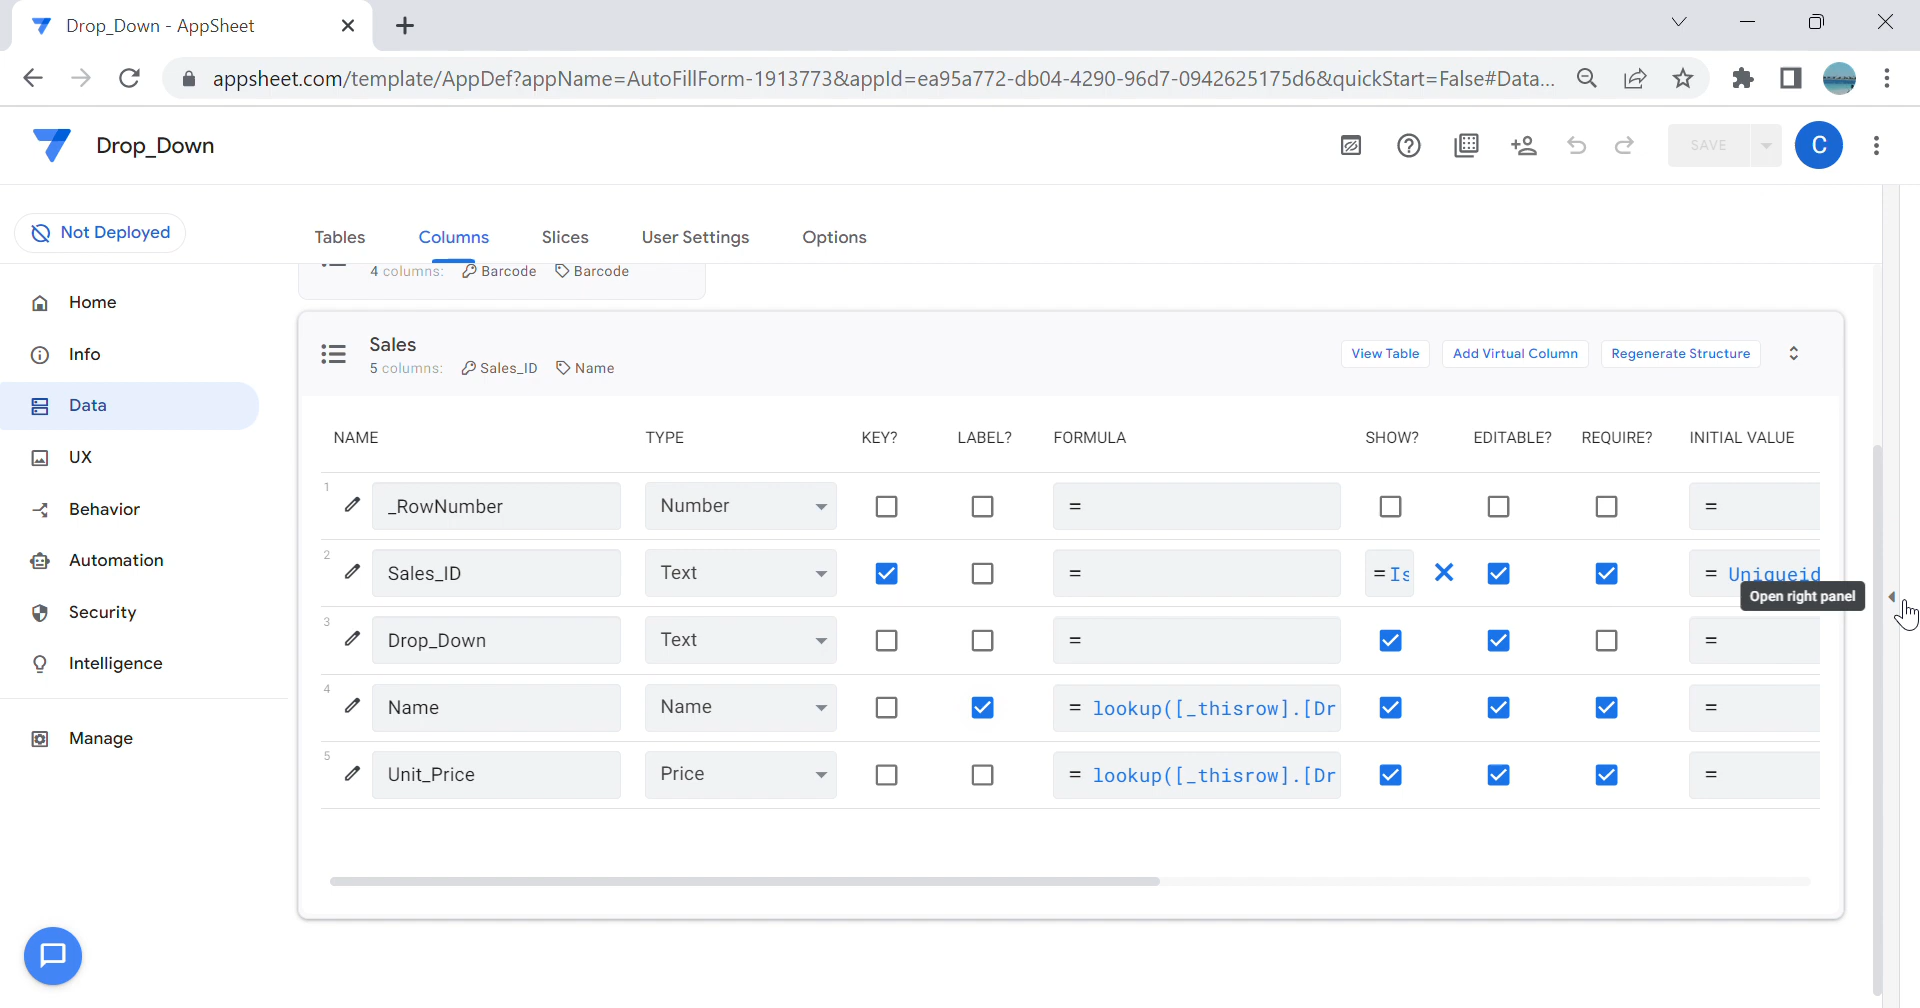 Drop_Down - AppSheet
appsheet.com/template/AppDef?appName=AutoFillForm-1913773&appId=ea95a772-db04-4290-96d7-0942625175d6&quickStart=False#Data...
Drop_Down
SAVE
C
Not Deployed
Tables
Columns
Slices
User Settings
Options
4 columns: Barcode Barcode
Home
Info
Data
UX
Behavior
Automation
Security
Intelligence
Manage
Sales
5 columns: Sales_ID Name
View Table
Add Virtual Column
Regenerate Structure
NAME TYPE KEY? LABEL? FORMULA SHOW? EDITABLE? REQUIRE? INITIAL VALUE
1 _RowNumber Number = =
2 Sales_ID Text = =Is = Uniqueid
Open right panel
3 Drop_Down Text = =
4 Name Name = lookup([_thisrow].[Dr =
5 Unit_Price Price = lookup([_thisrow].[Dr =